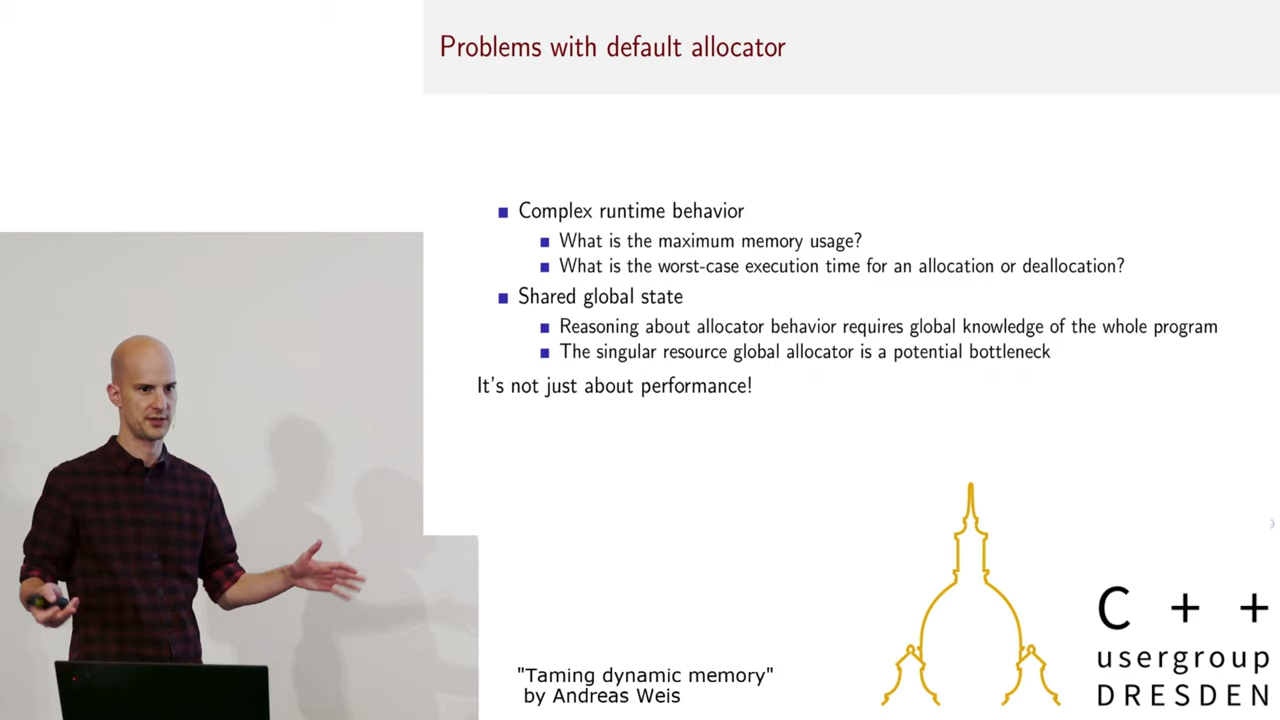 Problems with default allocator
Complex runtime behavior
What is the maximum memory usage?
What is the worst-case execution time for an allocation or deallocation?
Shared global state
Reasoning about allocator behavior requires global knowledge of the whole program
The singular resource global allocator is a potential bottleneck
It's not just about performance!
9
"Taming dynamic memory"
by Andreas Weis
C + +
usergroup
DRESDEN